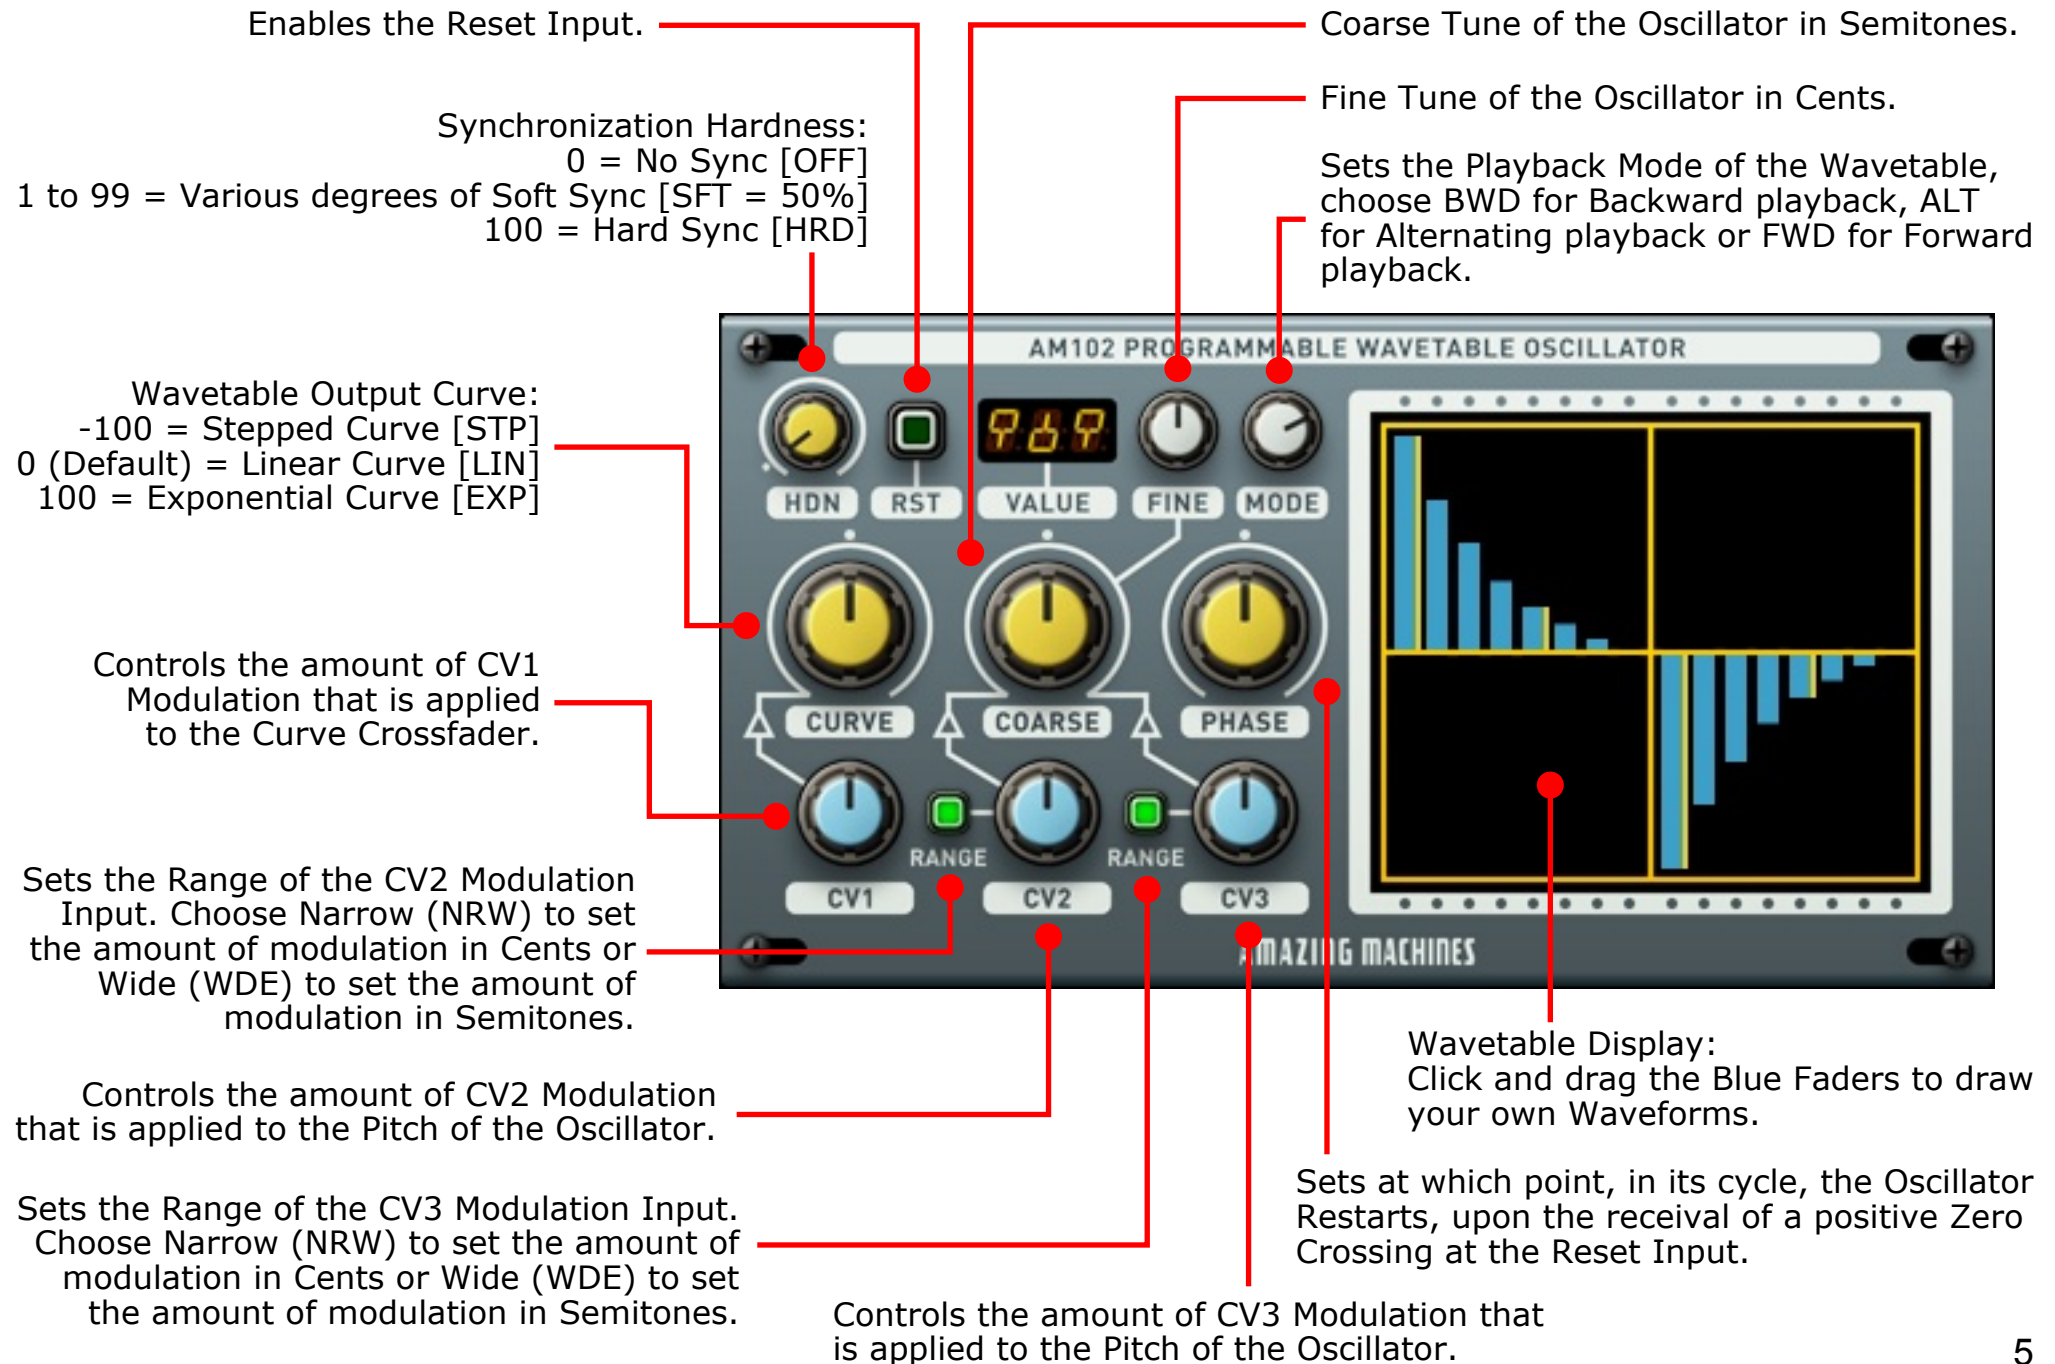 Enables the Reset Input.
Coarse Tune of the Oscillator in Semitones.
Fine Tune of the Oscillator in Cents.
Synchronization Hardness:
0 = No Sync [OFF]
1 to 99 = Various degrees of Soft Sync [SFT = 50%]
100 = Hard Sync [HRD]
Sets the Playback Mode of the Wavetable,
choose BWD for Backward playback, ALT
for Alternating playback or FWD for Forward
playback.
AM102 PROGRAMMABLE WAVETABLE OSCILLATOR
HDN
RST
VALUE
FINE
MODE
Wavetable Output Curve:
-100 = Stepped Curve [STP]
0 (Default) = Linear Curve [LIN]
100 = Exponential Curve [EXP]
CURVE
COARSE
PHASE
Controls the amount of CV1
Modulation that is applied
to the Curve Crossfader.
RANGE
RANGE
CV1
CV2
CV3
AMAZING MACHINES
Sets the Range of the CV2 Modulation
Input. Choose Narrow (NRW) to set
the amount of modulation in Cents or
Wide (WDE) to set the amount of
modulation in Semitones.
Wavetable Display:
Click and drag the Blue Faders to draw
your own Waveforms.
Controls the amount of CV2 Modulation
that is applied to the Pitch of the Oscillator.
Sets at which point, in its cycle, the Oscillator
Restarts, upon the receival of a positive Zero
Crossing at the Reset Input.
Sets the Range of the CV3 Modulation Input.
Choose Narrow (NRW) to set the amount of
modulation in Cents or Wide (WDE) to set
the amount of modulation in Semitones.
Controls the amount of CV3 Modulation that
is applied to the Pitch of the Oscillator.
5